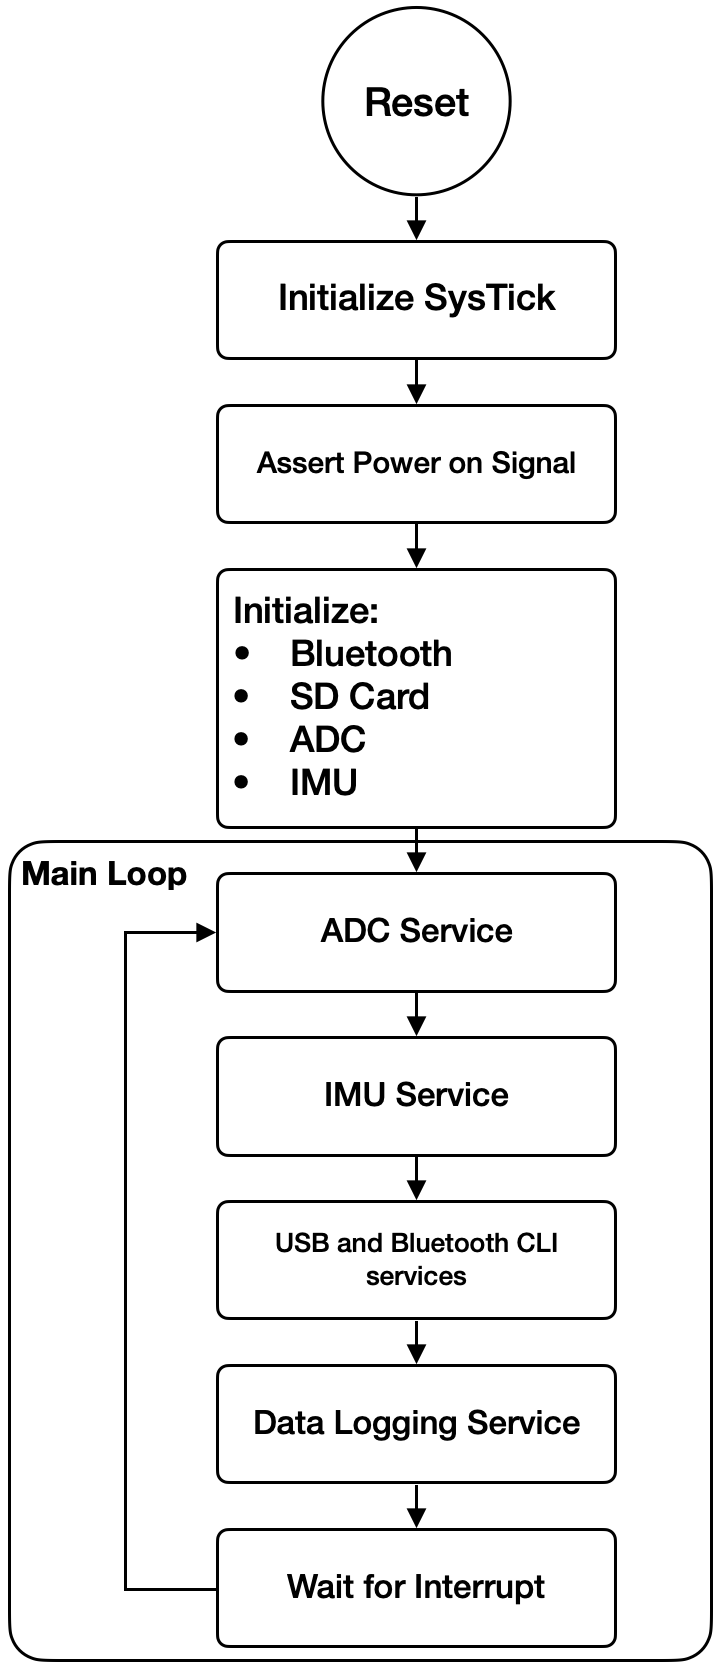 Reset
Initialize SysTick
Assert Power on Signal
Initialize:
• Bluetooth
• SD Card
• ADC
• IMU
Main Loop
ADC Service
IMU Service
USB and Bluetooth CLI
services
Data Logging Service
Wait for Interrupt